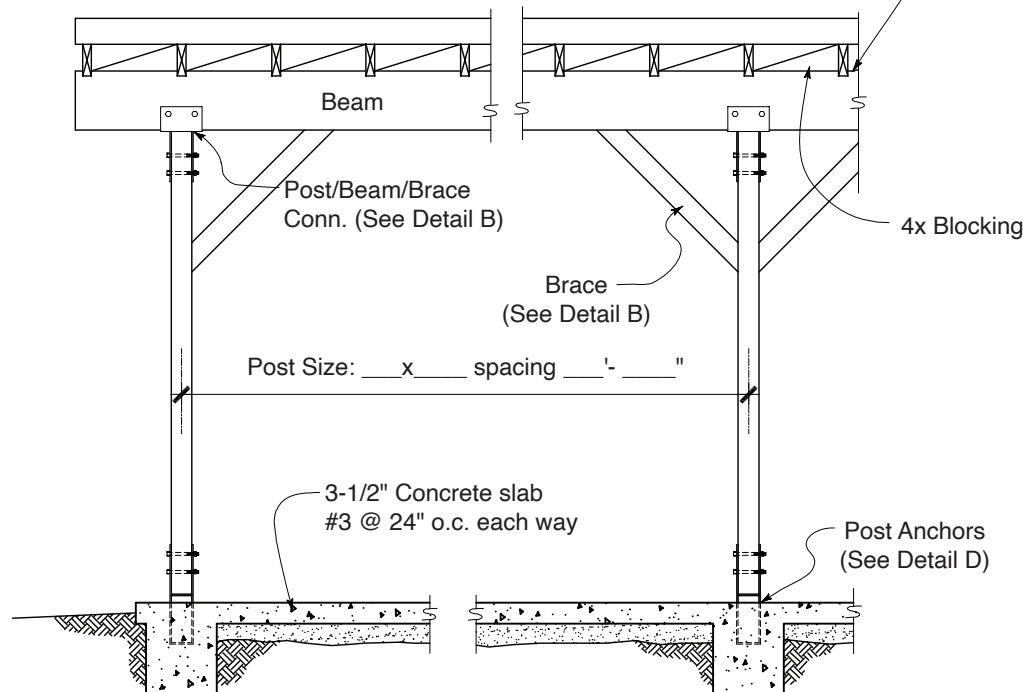 Beam
Post/Beam/Brace
Conn. (See Detail B)
4x Blocking
Brace
(See Detail B)
Post Size: ___x____ spacing ___'- ____"
3-1/2" Concrete slab
#3 @ 24" o.c. each way
Post Anchors
(See Detail D)